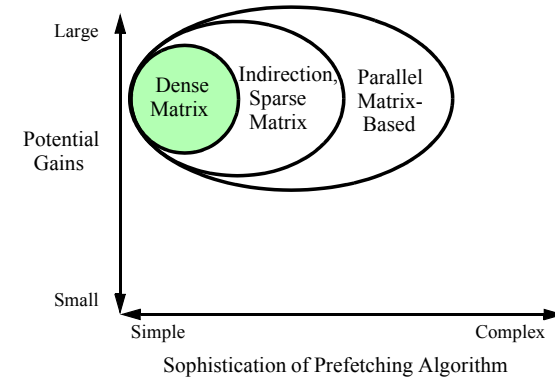 Large
Potential
Gains
Small
Dense
Matrix
Indirection,
Sparse
Matrix
Parallel
Matrix-
Based
Simple
Complex
Sophistication of Prefetching Algorithm